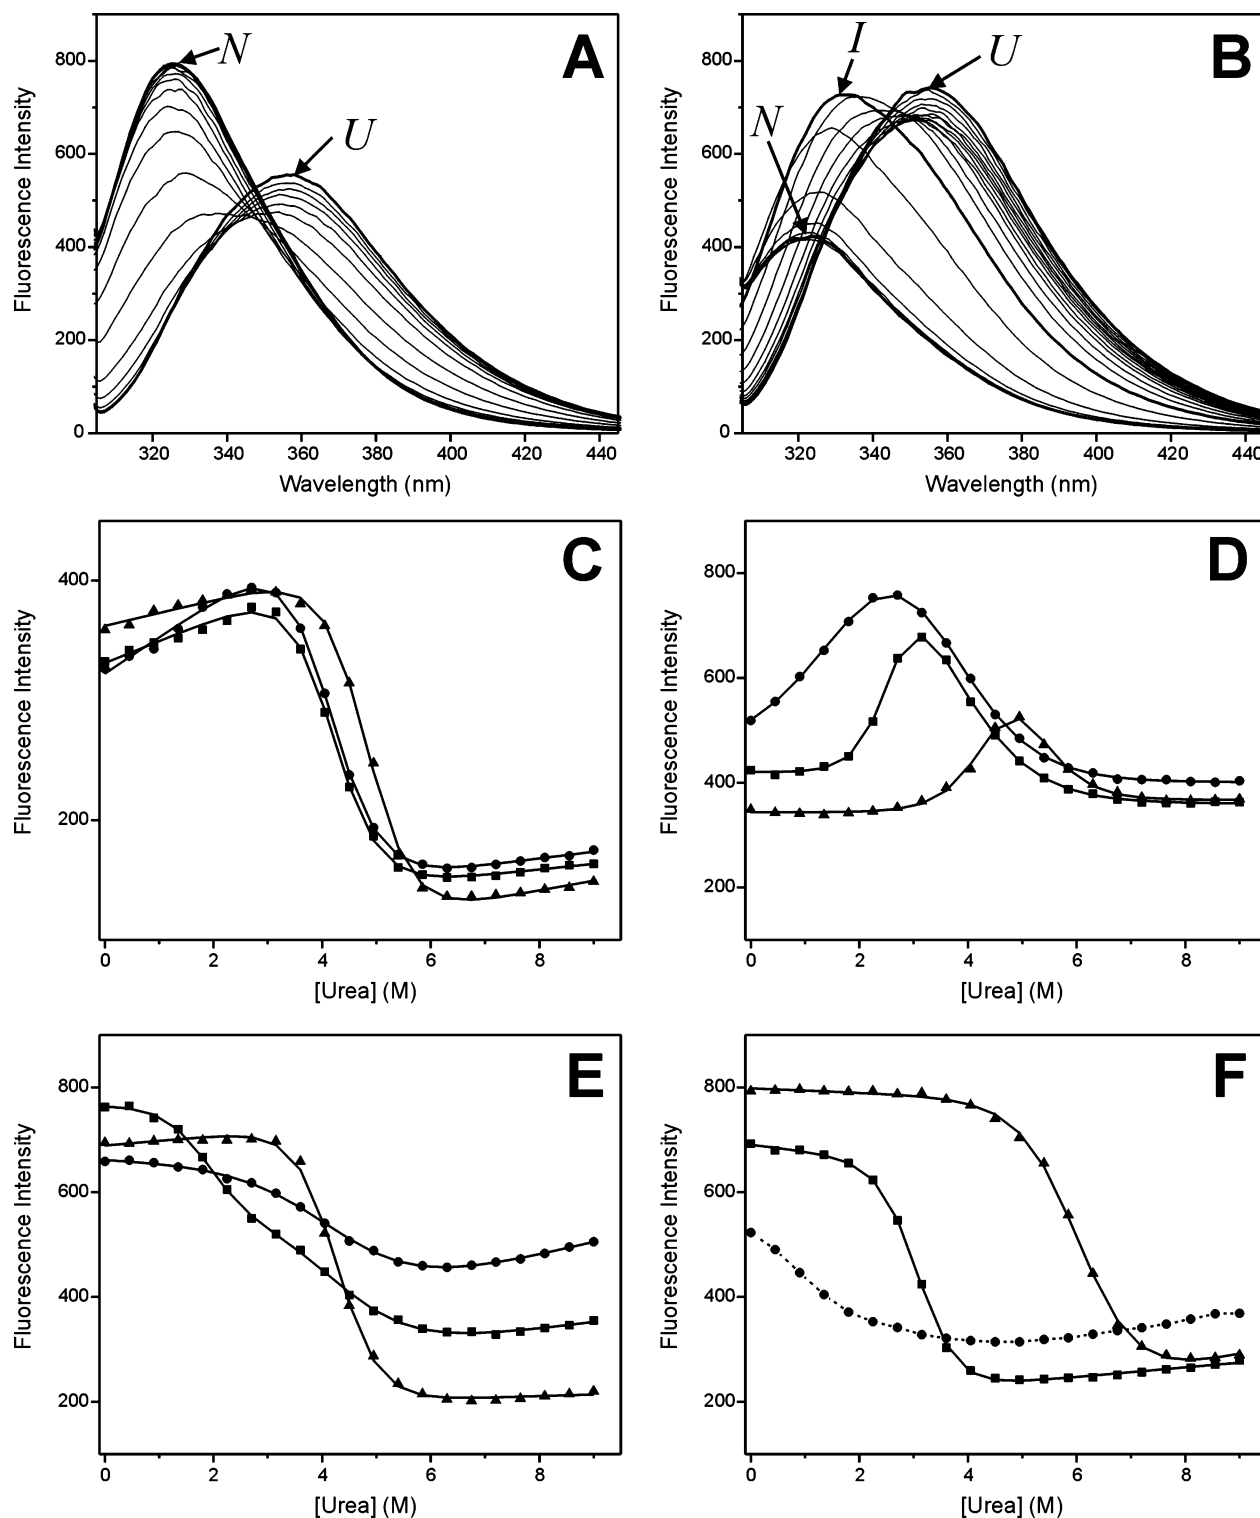 A
N
U
800
600
400
200
0
320 340 360 380 400 420 440
Wavelength (nm)
Fluorescence Intensity
B
I
U
N
800
600
400
200
0
320 340 360 380 400 420 440
Wavelength (nm)
Fluorescence Intensity
C
400
200
0 2 4 6 8
[Urea] (M)
Fluorescence Intensity
D
800
600
400
200
0 2 4 6 8
[Urea] (M)
Fluorescence Intensity
E
800
600
400
200
0 2 4 6 8
[Urea] (M)
Fluorescence Intensity
F
800
600
400
200
0 2 4 6 8
[Urea] (M)
Fluorescence Intensity